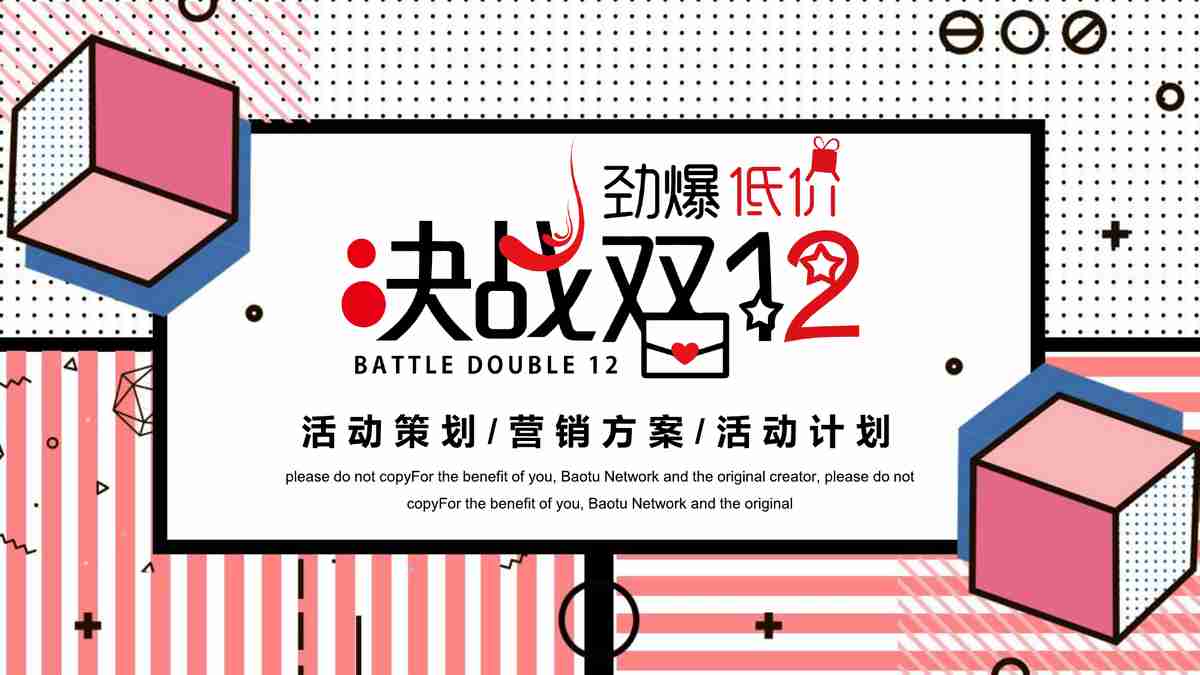 劲爆低价
决战双12
BATTLE DOUBLE 12
活动策划/营销方案/活动计划
please do not copyFor the benefit of you, Baotu Network and the original creator, please do not
copyFor the benefit of you, Baotu Network and the original